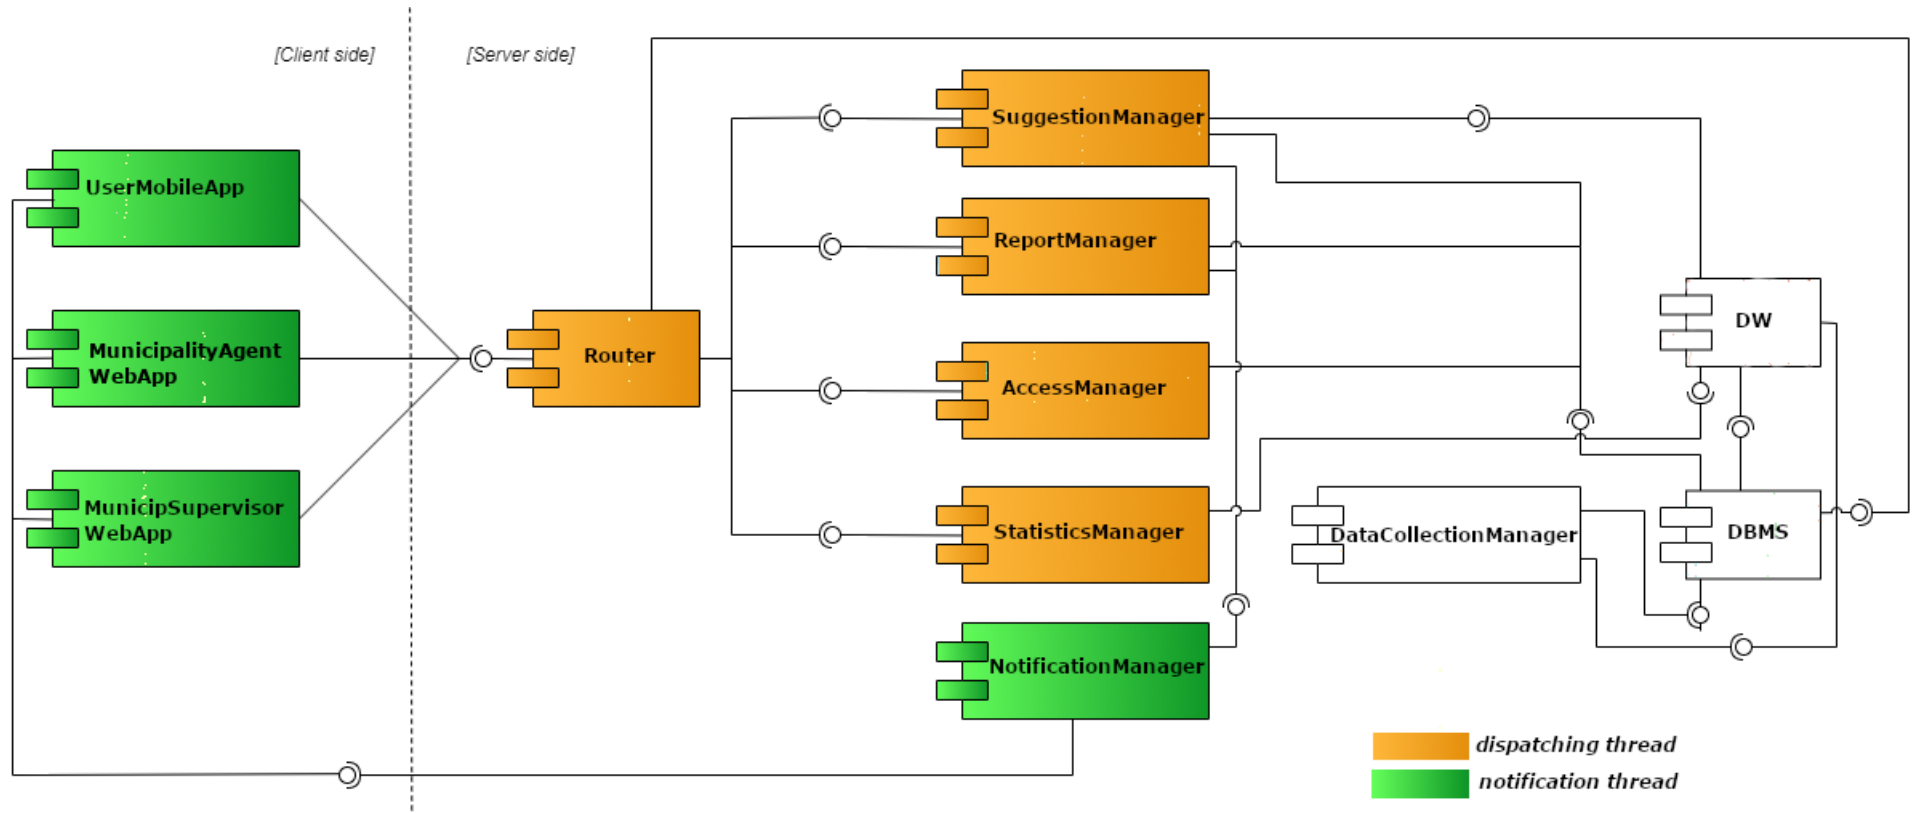 [Client side]
[Server side]
SuggestionManager
UserMobileApp
ReportManager
MunicipalityAgent
WebApp
Router
AccessManager
DW
MunicipSupervisor
WebApp
StatisticsManager
DataCollectionManager
DBMS
NotificationManager
dispatching thread
notification thread